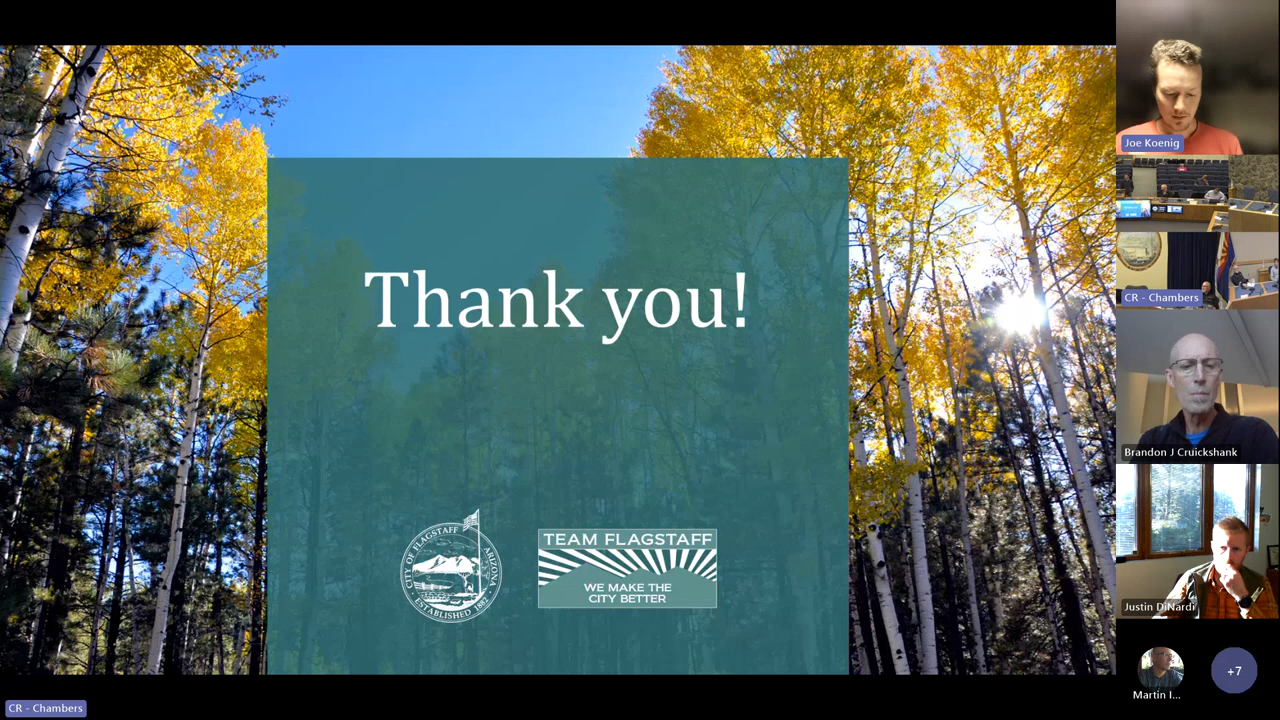 Thank you!
CITY OF FLAGSTAFF
ARIZONA
ESTABLISHED 1882
TEAM FLAGSTAFF
WE MAKE THE
CITY BETTER
CR - Chambers
Joe Koenig
CR - Chambers
Brandon J Cruickshank
Justin DiNardi
Martin I...
+7